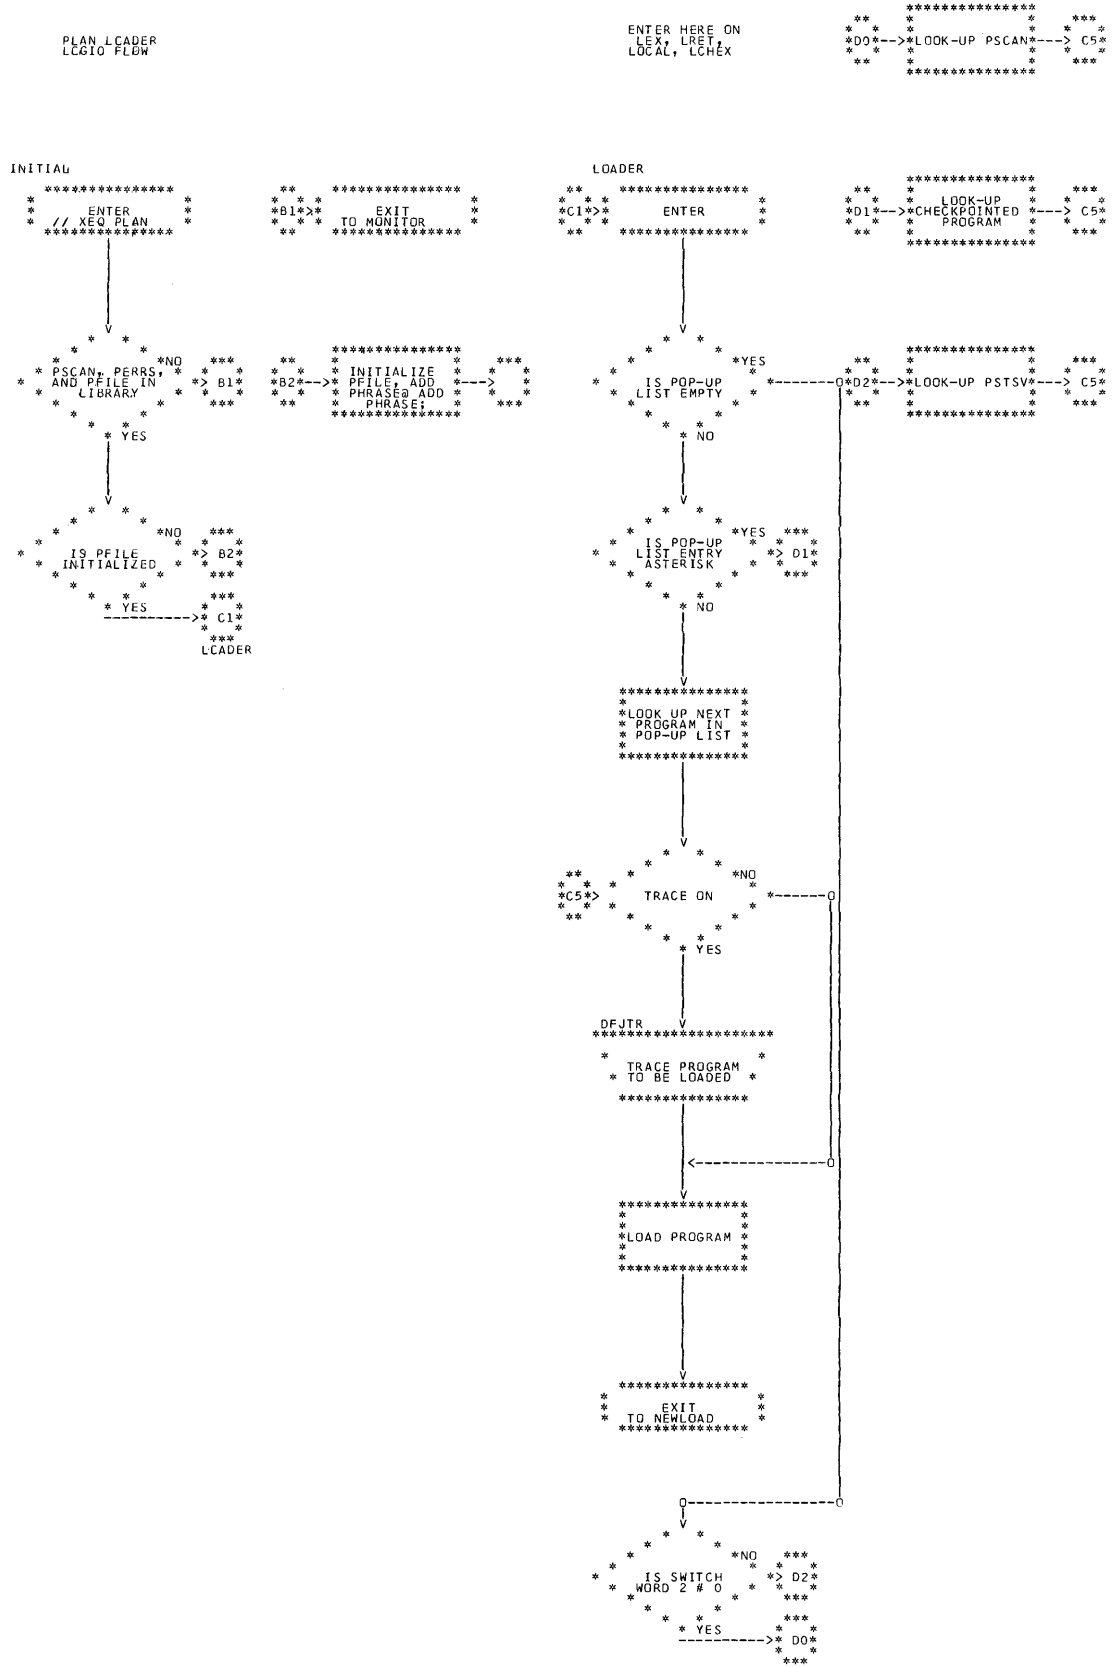 PLAN LCADER
LCGIO FLOW
ENTER HERE ON
LEX, LRET,
LOCAL, LCHEX
D0
LOOK-UP PSCAN
C5
INITIAL
ENTER
// XEQ PLAN
B1
EXIT
TO MONITOR
LOADER
C1
ENTER
D1
LOOK-UP
CHECKPOINTED
PROGRAM
C5
PSCAN, PERRS,
AND PFILE IN
LIBRARY
NO
B1
YES
B2
INITIALIZE
PFILE, ADD
PHRASE@ ADD
PHRASE;
IS POP-UP
LIST EMPTY
YES
NO
D2
LOOK-UP PSTSV
C5
IS PFILE
INITIALIZED
NO
B2
YES
C1
LCADER
IS POP-UP
LIST ENTRY
ASTERISK
YES
D1
NO
LOOK UP NEXT
PROGRAM IN
POP-UP LIST
C5
TRACE ON
NO
YES
DFJTR
TRACE PROGRAM
TO BE LOADED
LOAD PROGRAM
EXIT
TO NEWLOAD
IS SWITCH
WORD 2 # 0
NO
D2
YES
D0